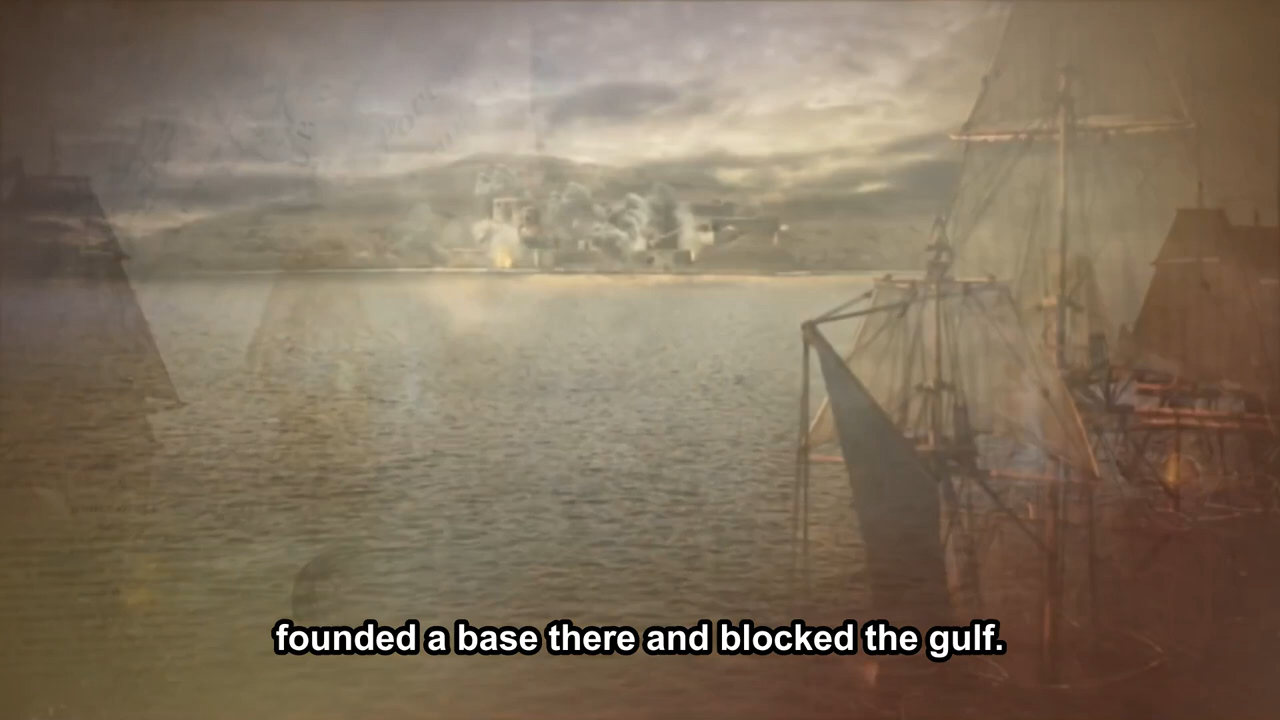 founded a base there and blocked the gulf.